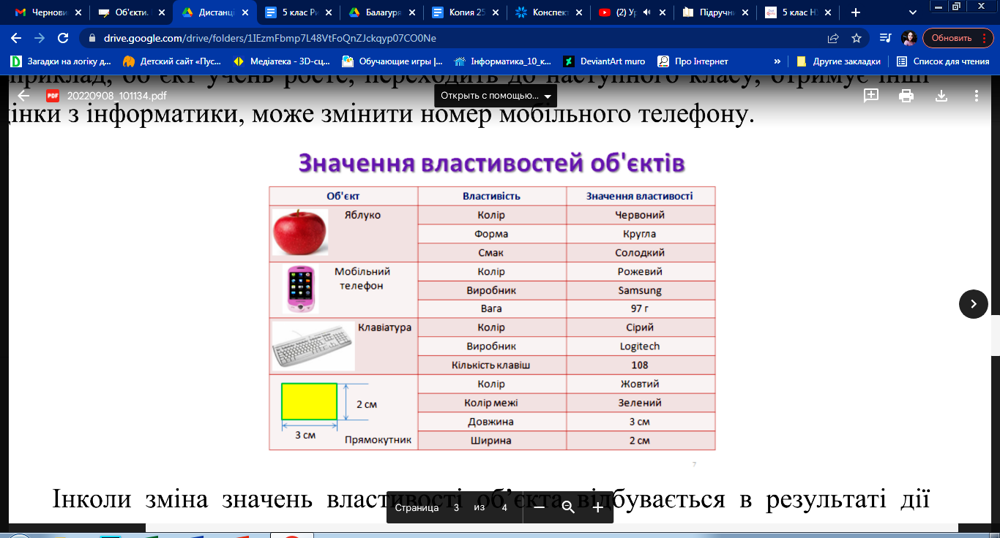 Чернови
Об'єкти.
Дистанці
5 клас Ри
Балагуря
Копия 25
Конспект
(2) Ур
Підручни
5 клас Н
drive.google.com/drive/folders/1IEzmFbmp7L48VtFoQnZJckqyp07CO0Ne
Обновить
Загадки на логіку д...
Детский сайт «Пус...
Медіатека - 3D-сц...
Обучающие игры |...
Інформатика_10_к...
DeviantArt muro
Про Інтернет
»
Другие закладки
Список для чтения
приклад, об'єкт учень росте, переходить до наступного класу, отримує інші
PDF 20220908_101134.pdf
Открыть с помощью...
цінки з інформатики, може змінити номер мобільного телефону.
Значення властивостей об'єктів
Об'єкт Властивість Значення властивості
Яблуко Колір Червоний
Форма Кругла
Смак Солодкий
Мобільний телефон Колір Рожевий
Виробник Samsung
Вага 97 г
Клавіатура Колір Сірий
Виробник Logitech
Кількість клавіш 108
Колір Жовтий
2 см Колір межі Зелений
Довжина 3 см
3 см Прямокутник Ширина 2 см
7
Інколи зміна значень властивості об’єкта відбувається в результаті дії
Страница 3 из 4